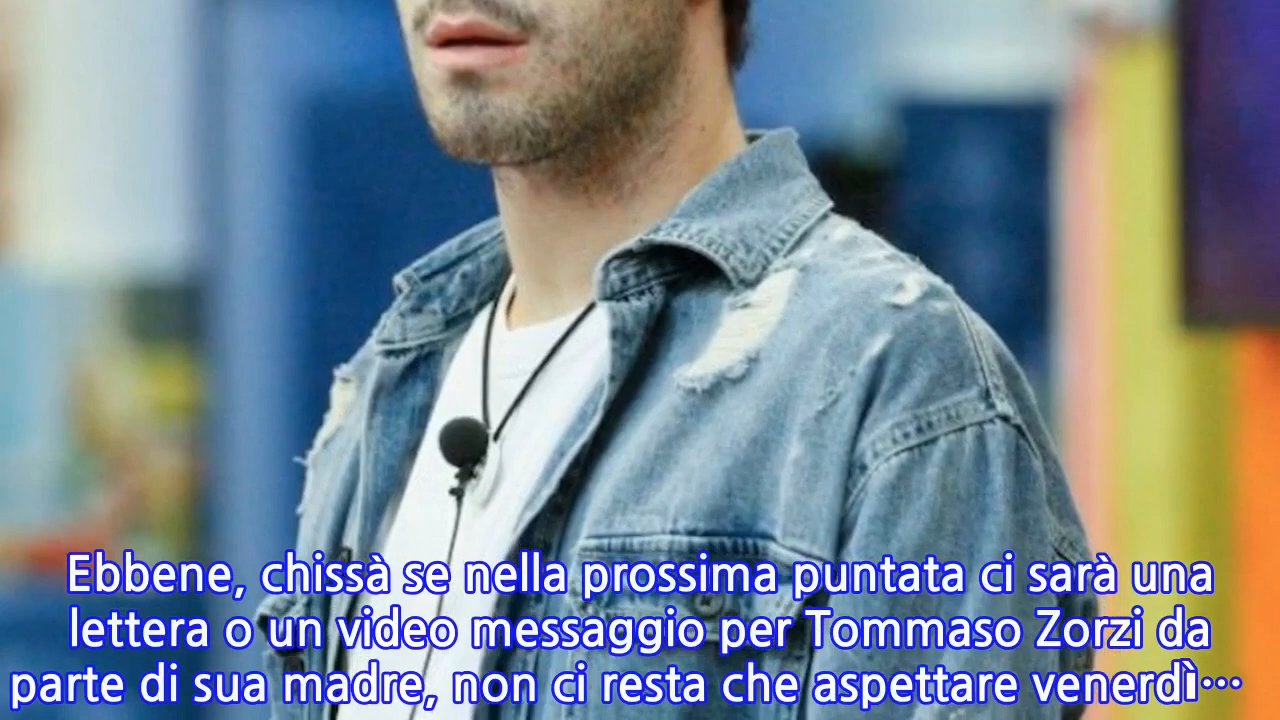 Ebbene, chissà se nella prossima puntata ci sarà una
lettera o un video messaggio per Tommaso Zorzi da
parte di sua madre, non ci resta che aspettare venerdì…